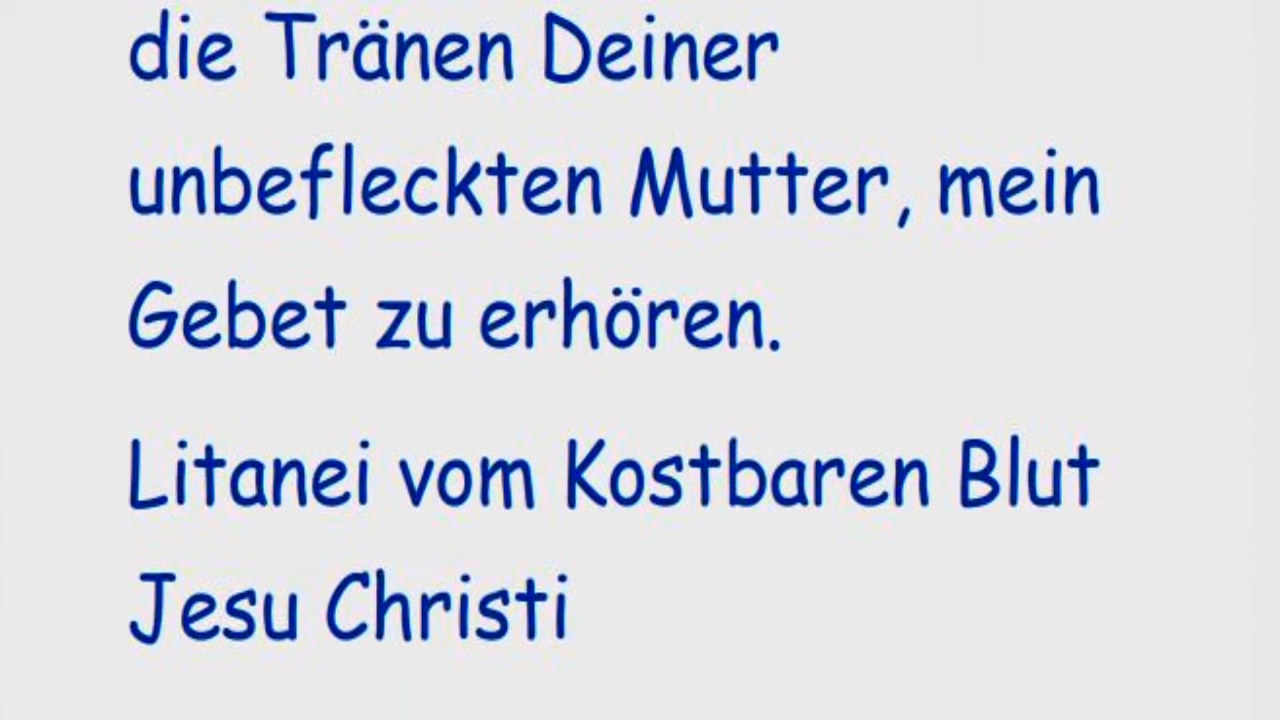 die Tränen Deiner
unbefleckten Mutter, mein
Gebet zu erhören.
Litanei vom Kostbaren Blut
Jesu Christi